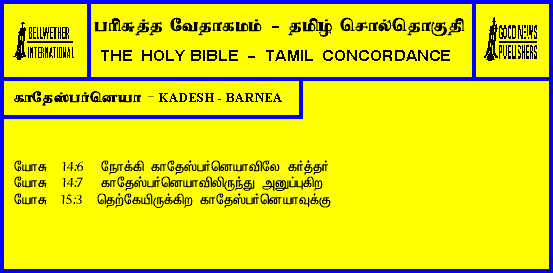 BELLWETHER
INTERNATIONAL
பரிசுத்த வேதாகமம் - தமிழ் சொல்தொகுதி
THE HOLY BIBLE - TAMIL CONCORDANCE
GOOD NEWS
PUBLISHERS
காதேஸ்பர்னெயா - KADESH - BARNEA
யோசு 14:6 நோக்கி காதேஸ்பர்னெயாவிலே கர்த்தர்
யோசு 14:7 காதேஸ்பர்னெயாவிலிருந்து அனுப்புகிற
யோசு 15:3 தெற்கேயிருக்கிற காதேஸ்பர்னெயாவுக்கு